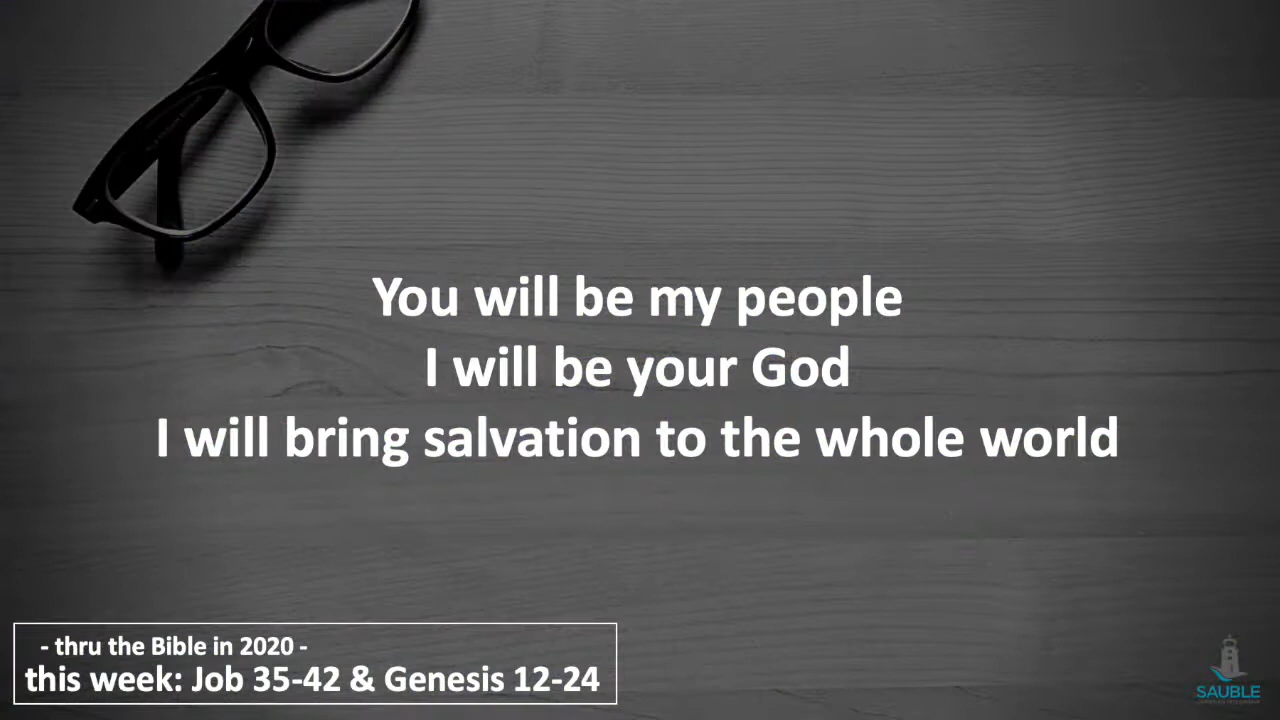 You will be my people
I will be your God
I will bring salvation to the whole world
- thru the Bible in 2020 -
this week: Job 35-42 & Genesis 12-24
SAUBLE